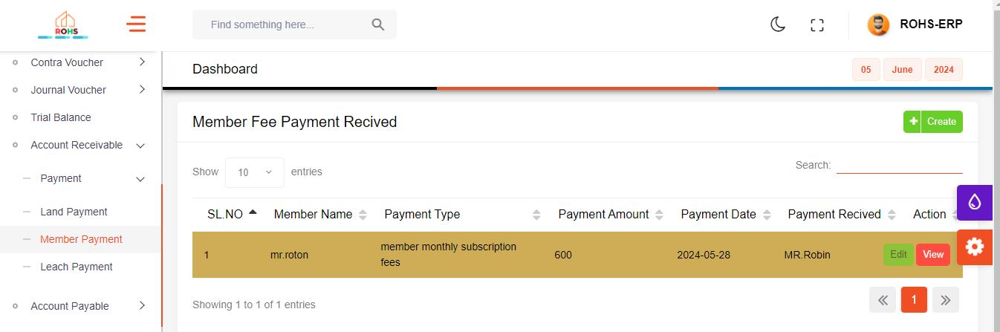 ROHS
Find something here...
ROHS-ERP
Contra Voucher
Journal Voucher
Trial Balance
Account Receivable
Payment
Land Payment
Member Payment
Leach Payment
Account Payable
Dashboard
05 June 2024
Member Fee Payment Recived
Create
Show 10 entries
Search:
SL.NO Member Name Payment Type Payment Amount Payment Date Payment Recived Action
1 mr.roton member monthly subscription
fees 600 2024-05-28 MR.Robin Edit View
Showing 1 to 1 of 1 entries
1